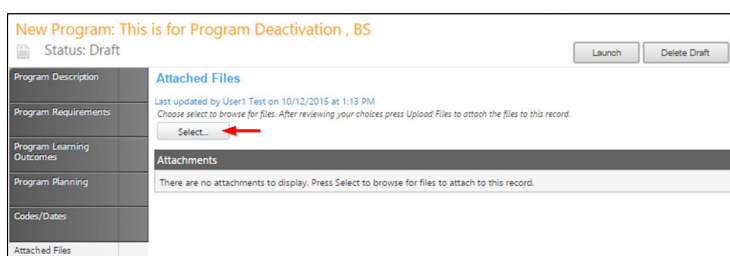 New Program: This is for Program Deactivation , BS
Status: Draft
Launch
Delete Draft
Program Description
Program Requirements
Program Learning
Outcomes
Program Planning
Codes/Dates
Attached Files
Attached Files
Last updated by User1 Test on 10/12/2015 at 1:13 PM
Choose select to browse for files. After reviewing your choices press Upload Files to attach the files to this record.
Select...
Attachments
There are no attachments to display. Press Select to browse for files to attach to this record.